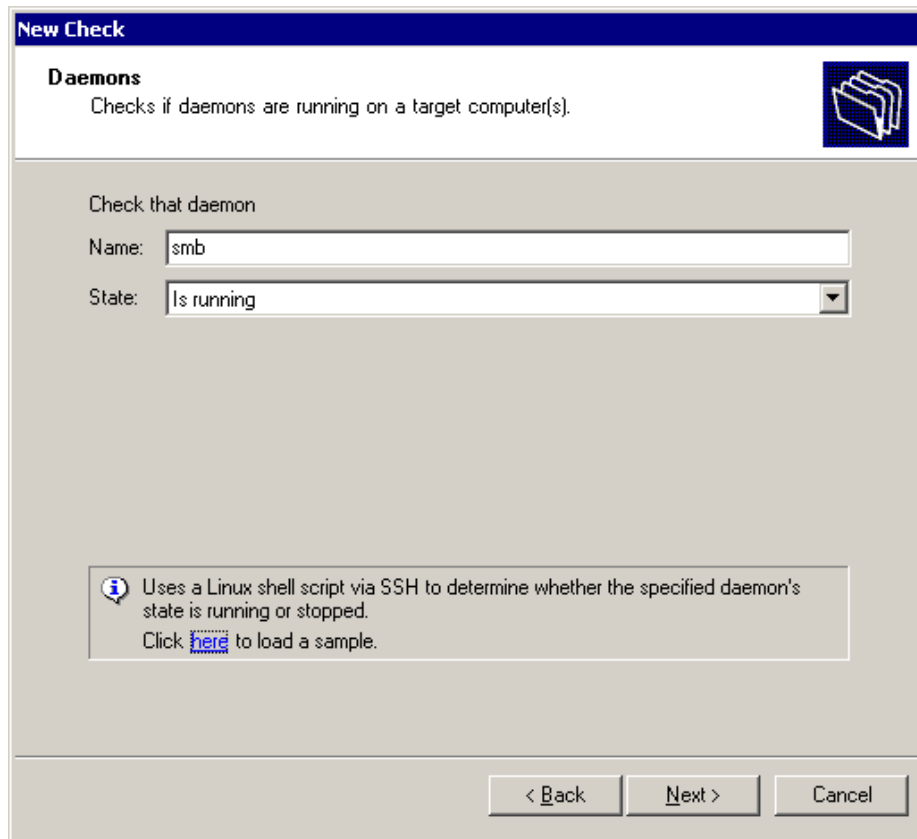 New Check
Daemons
Checks if daemons are running on a target computer(s).
Check that daemon
Name: smb
State: Is running
Uses a Linux shell script via SSH to determine whether the specified daemon's
state is running or stopped.
Click here to load a sample.
< Back Next > Cancel